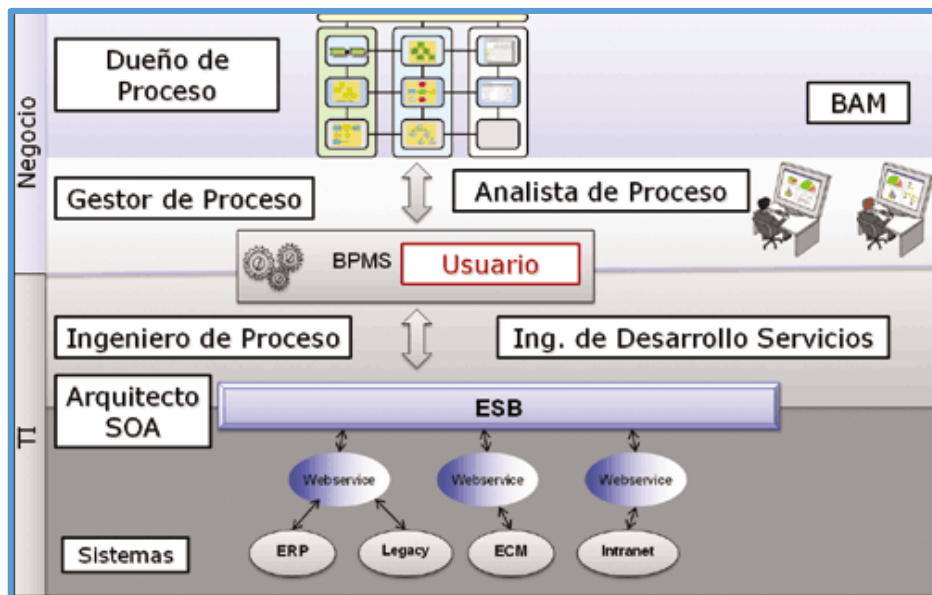 Negocio
Dueño de
Proceso
BAM
Gestor de Proceso
Analista de Proceso
BPMS
Usuario
TI
Ingeniero de Proceso
Ing. de Desarrollo Servicios
Arquitecto
SOA
ESB
Webservice
Webservice
Webservice
Sistemas
ERP
Legacy
ECM
Intranet